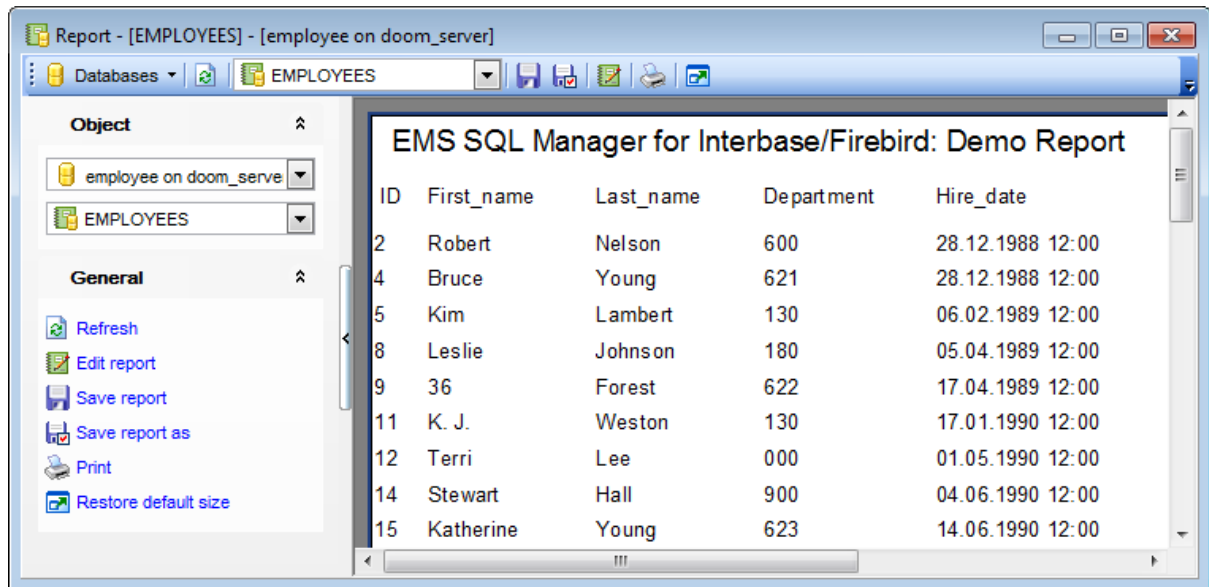 Report - [EMPLOYEES] - [employee on doom_server]
Databases EMPLOYEES
Object
employee on doom_serve
EMPLOYEES
General
Refresh
Edit report
Save report
Save report as
Print
Restore default size
EMS SQL Manager for Interbase/Firebird: Demo Report
ID First_name Last_name Department Hire_date
2 Robert Nelson 600 28.12.1988 12:00
4 Bruce Young 621 28.12.1988 12:00
5 Kim Lambert 130 06.02.1989 12:00
8 Leslie Johnson 180 05.04.1989 12:00
9 36 Forest 622 17.04.1989 12:00
11 K. J. Weston 130 17.01.1990 12:00
12 Terri Lee 000 01.05.1990 12:00
14 Stewart Hall 900 04.06.1990 12:00
15 Katherine Young 623 14.06.1990 12:00